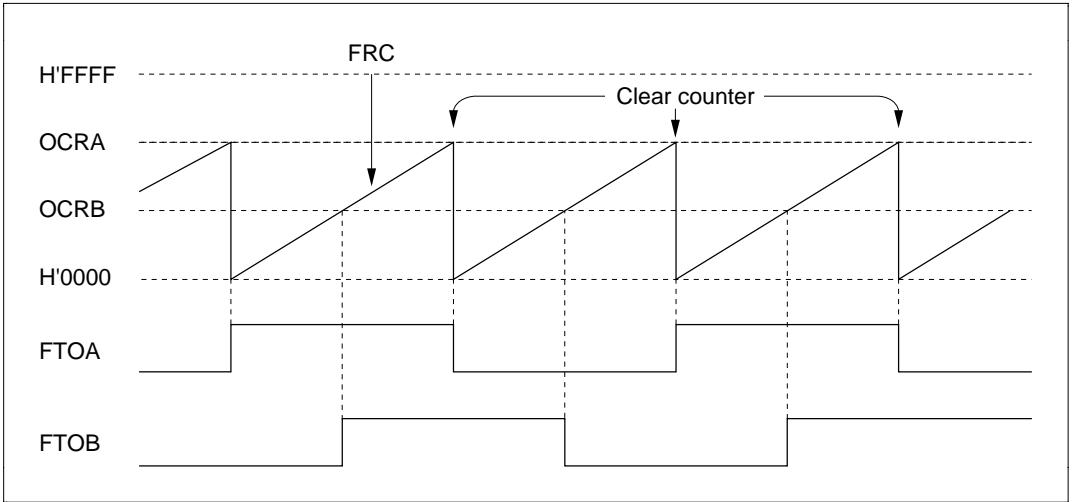 FRC
H'FFFF
Clear counter
OCRA
OCRB
H'0000
FTOA
FTOB